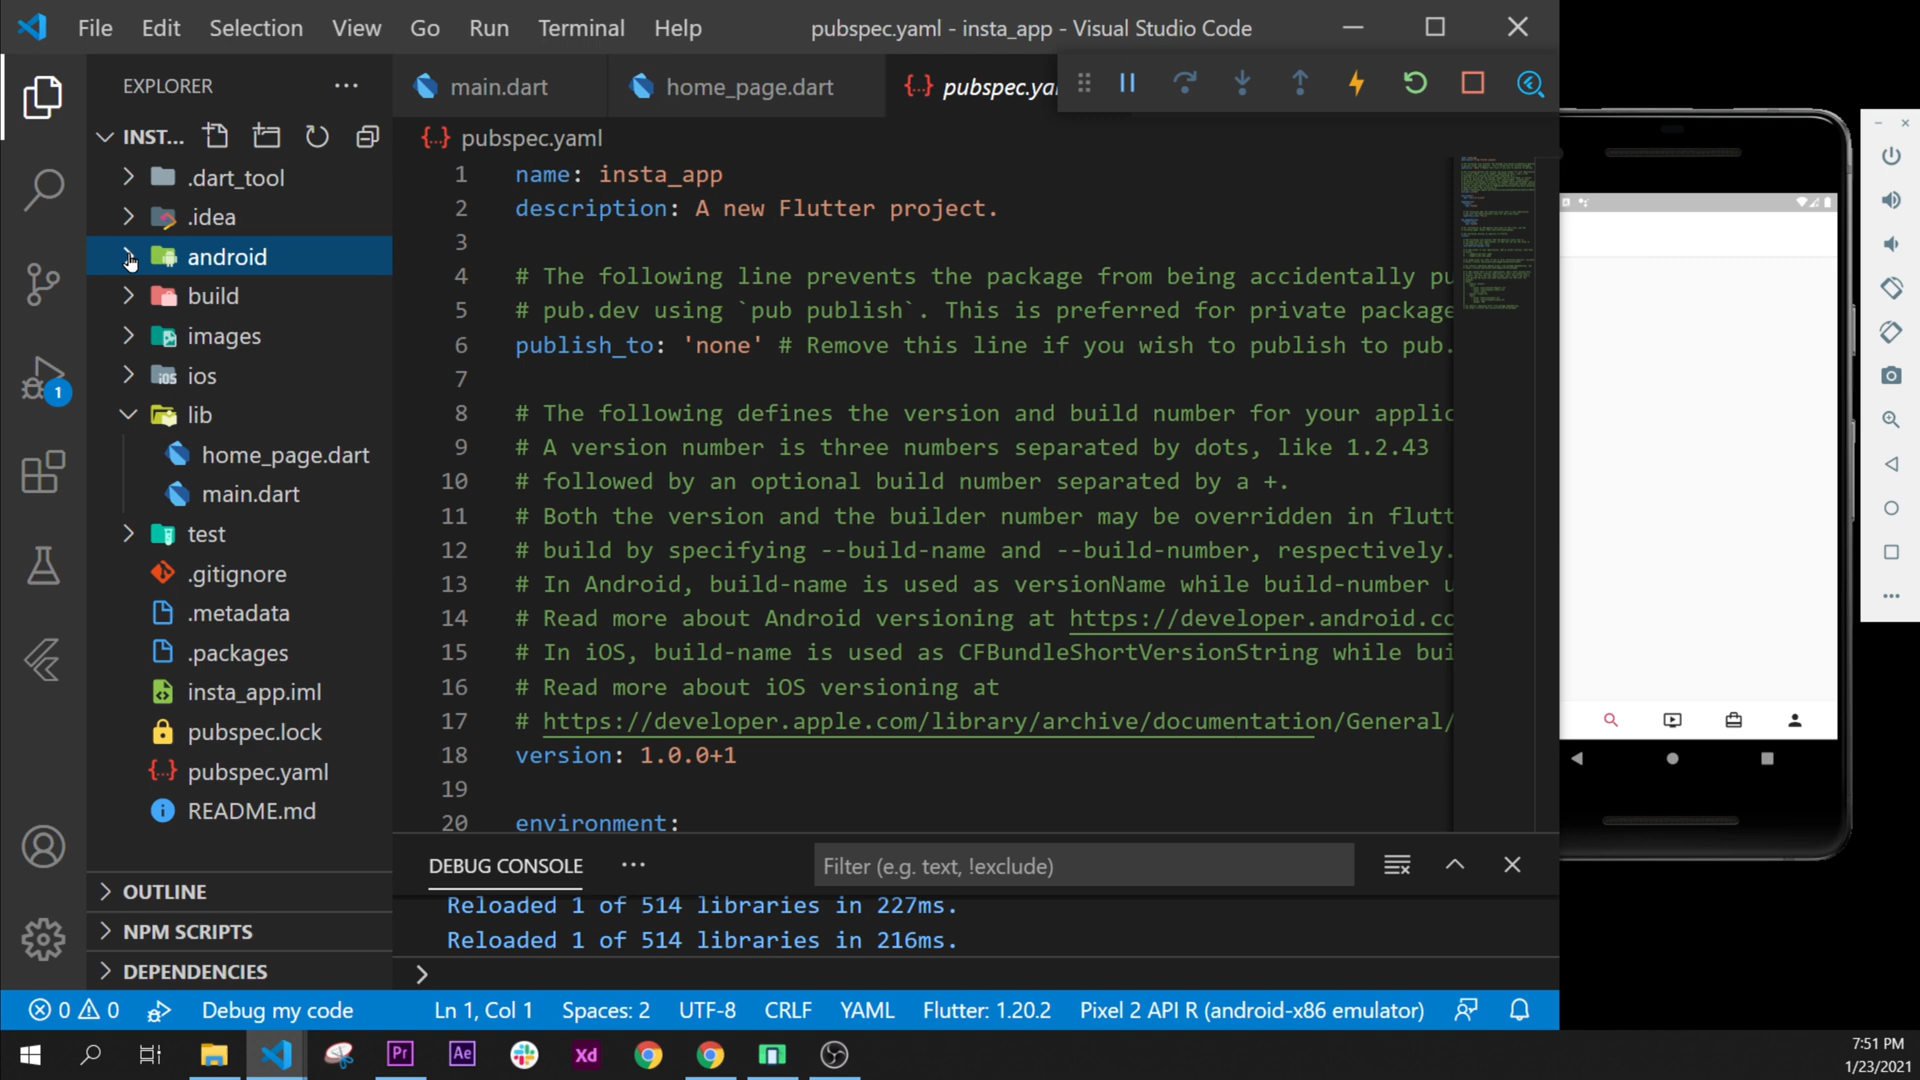 File Edit Selection View Go Run Terminal Help
pubspec.yaml - insta_app - Visual Studio Code
EXPLORER
main.dart
home_page.dart
pubspec.ya
INST...
pubspec.yaml
.dart_tool
.idea
android
build
images
ios
lib
home_page.dart
main.dart
test
.gitignore
.metadata
.packages
insta_app.iml
pubspec.lock
pubspec.yaml
README.md
OUTLINE
NPM SCRIPTS
DEPENDENCIES
1
1 name: insta_app
2 description: A new Flutter project.
3
4 # The following line prevents the package from being accidentally pu
5 # pub.dev using `pub publish`. This is preferred for private package
6 publish_to: 'none' # Remove this line if you wish to publish to pub.
7
8 # The following defines the version and build number for your applic
9 # A version number is three numbers separated by dots, like 1.2.43
10 # followed by an optional build number separated by a +.
11 # Both the version and the builder number may be overridden in flutt
12 # build by specifying --build-name and --build-number, respectively.
13 # In Android, build-name is used as versionName while build-number u
14 # Read more about Android versioning at https://developer.android.co
15 # In iOS, build-name is used as CFBundleShortVersionString while bui
16 # Read more about iOS versioning at
17 # https://developer.apple.com/library/archive/documentation/General/
18 version: 1.0.0+1
19
20 environment:
DEBUG CONSOLE
Filter (e.g. text, !exclude)
Reloaded 1 of 514 libraries in 227ms.
Reloaded 1 of 514 libraries in 216ms.
0 0 Debug my code Ln 1, Col 1 Spaces: 2 UTF-8 CRLF YAML Flutter: 1.20.2 Pixel 2 API R (android-x86 emulator)
Pr Ae Xd
7:51 PM
1/23/2021